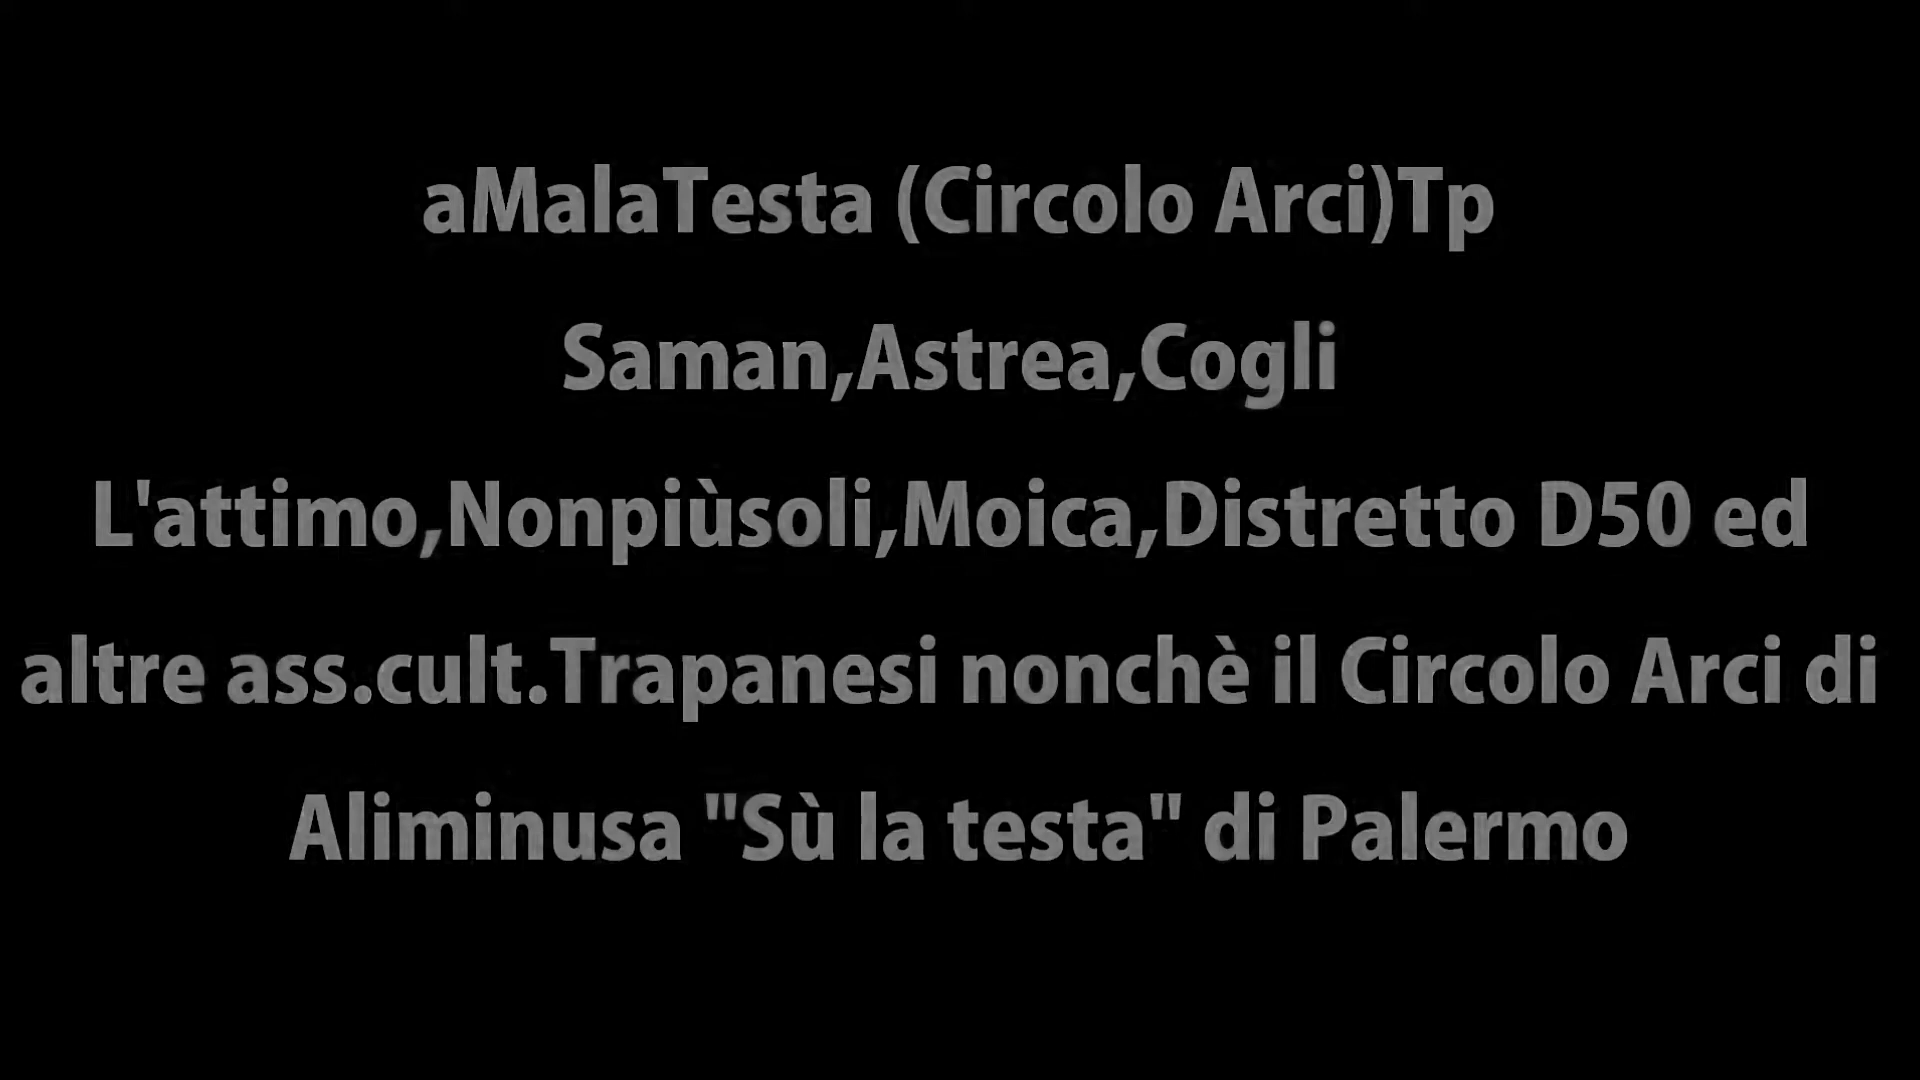 aMalaTesta (Circolo Arci)Tp
Saman,Astrea,Cogli
L'attimo,Nonpiùsoli,Moica,Distretto D50 ed
altre ass.cult.Trapanesi nonchè il Circolo Arci di
Aliminusa "Sù la testa" di Palermo